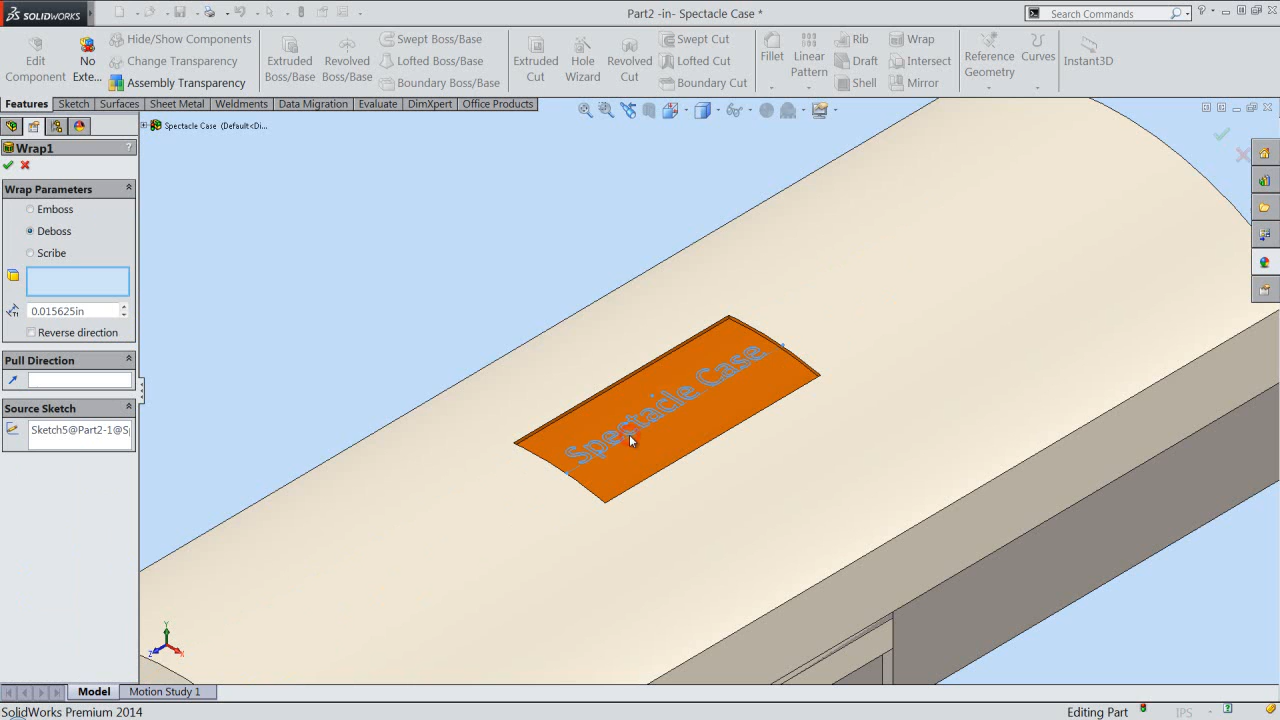 SOLIDWORKS
Part2 -in- Spectacle Case *
Search Commands
Edit Component
No Exte...
Hide/Show Components
Change Transparency
Assembly Transparency
Extruded Boss/Base
Revolved Boss/Base
Swept Boss/Base
Lofted Boss/Base
Boundary Boss/Base
Extruded Cut
Hole Wizard
Revolved Cut
Swept Cut
Lofted Cut
Boundary Cut
Fillet
Linear Pattern
Rib
Draft
Shell
Wrap
Intersect
Mirror
Reference Geometry
Curves
Instant3D
Features
Sketch
Surfaces
Sheet Metal
Weldments
Data Migration
Evaluate
DimXpert
Office Products
Spectacle Case (Default<Di...
Wrap1
?
Wrap Parameters
Emboss
Deboss
Scribe
0.015625in
Reverse direction
Pull Direction
Source Sketch
Sketch5@Part2-1@Sp
Spectacle Case
Y
Z
X
Model
Motion Study 1
SolidWorks Premium 2014
Editing Part
IPS